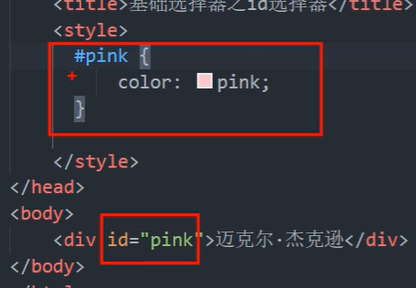 <title>基础选择器之id选择器</title>
<style>
#pink {
color: pink;
}
</style>
</head>
<body>
<div id="pink">迈克尔·杰克逊</div>
</body>